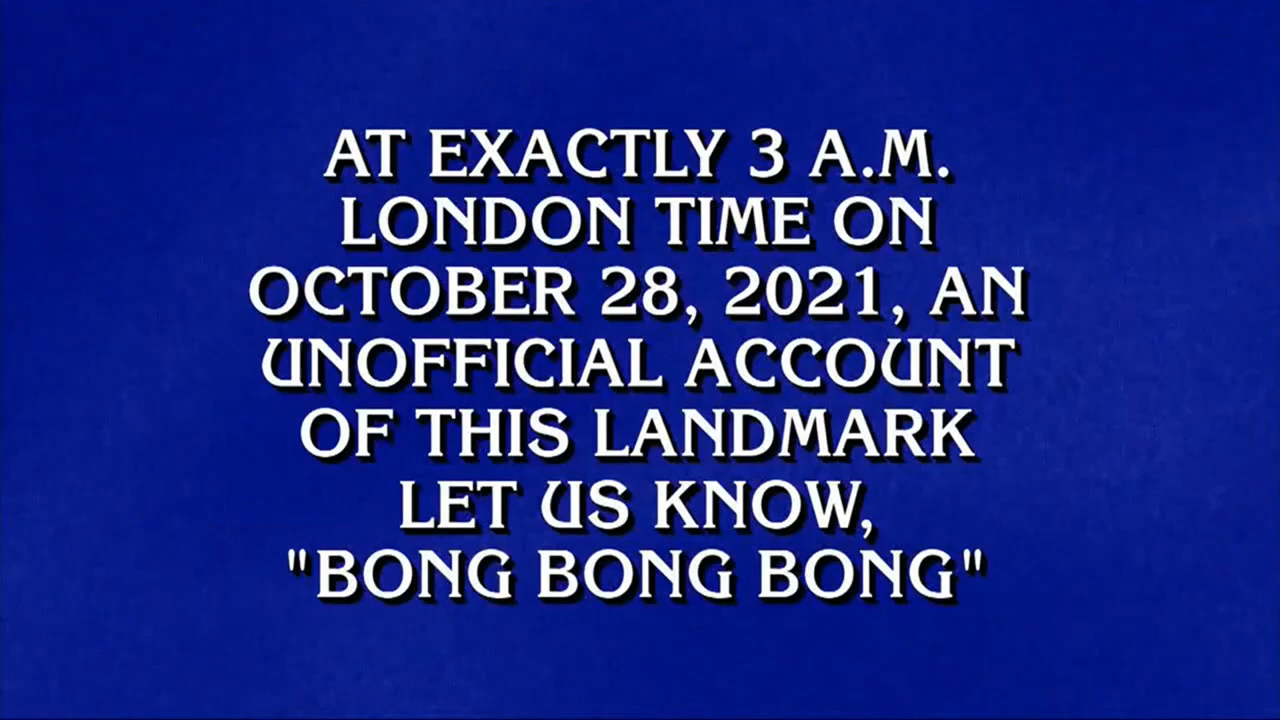 AT EXACTLY 3 A.M.
LONDON TIME ON
OCTOBER 28, 2021, AN
UNOFFICIAL ACCOUNT
OF THIS LANDMARK
LET US KNOW,
"BONG BONG BONG"